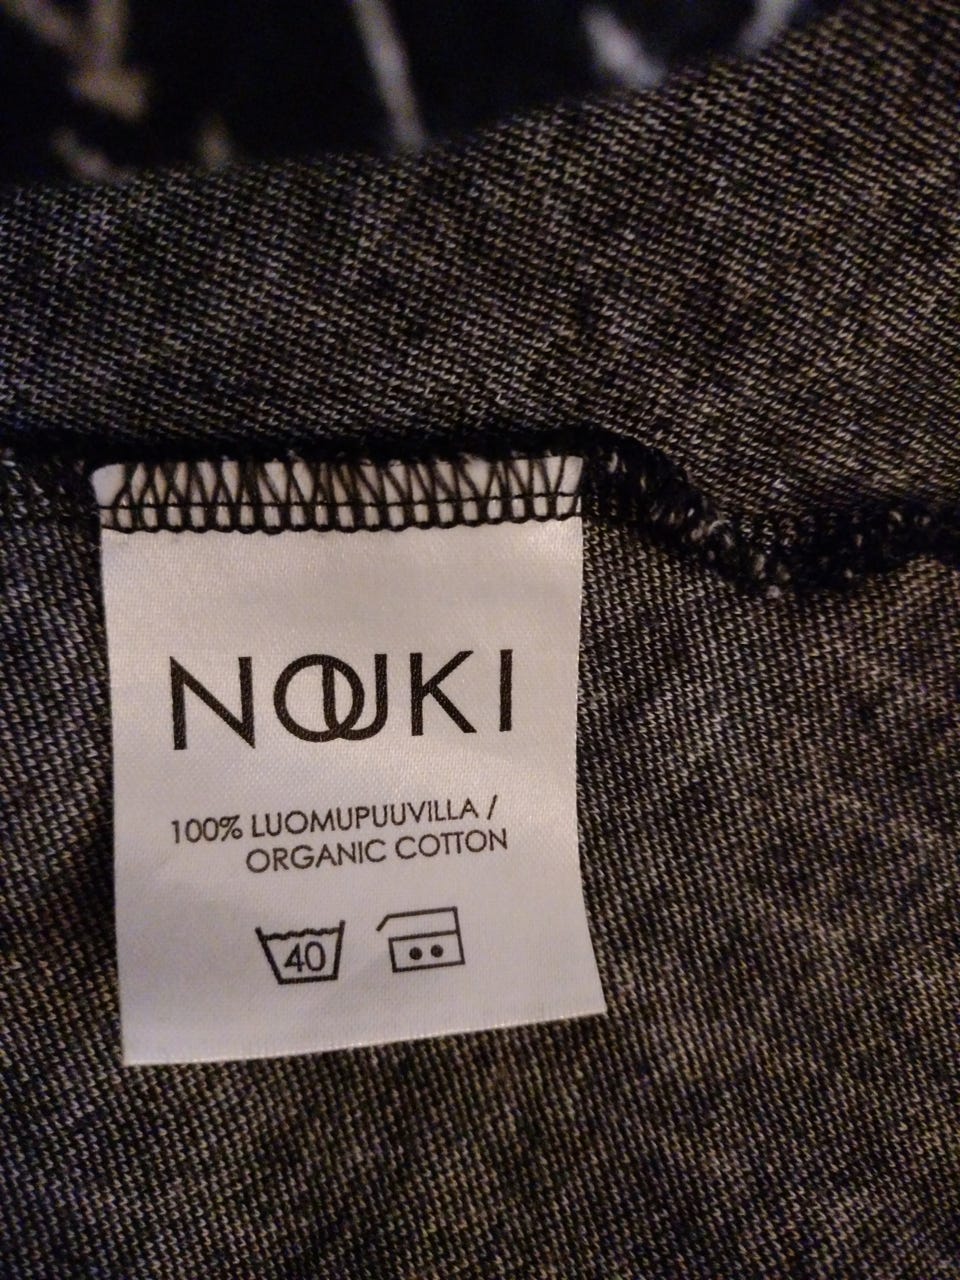 NOUKI
100% LUOMUPUUVILLA /
ORGANIC COTTON
40